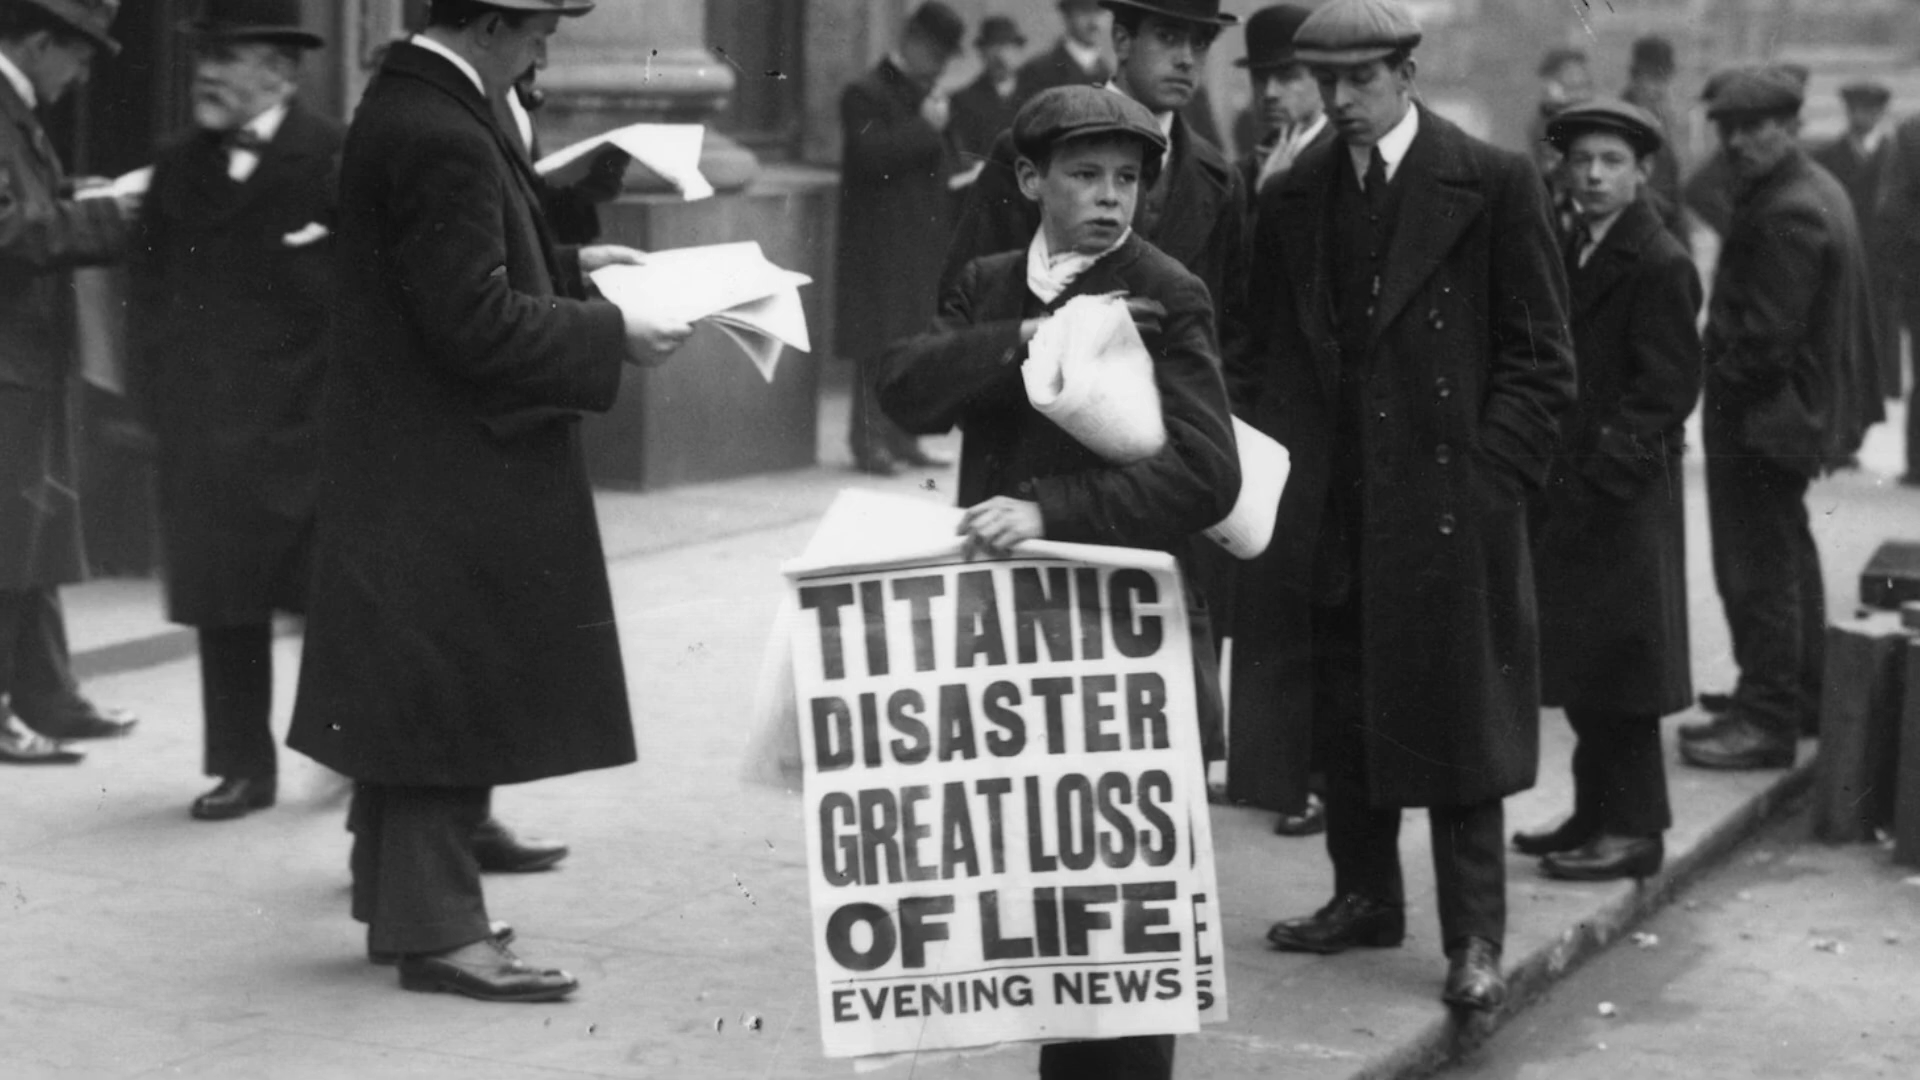 TITANIC
DISASTER
GREAT LOSS
OF LIFE
EVENING NEWS
E
S